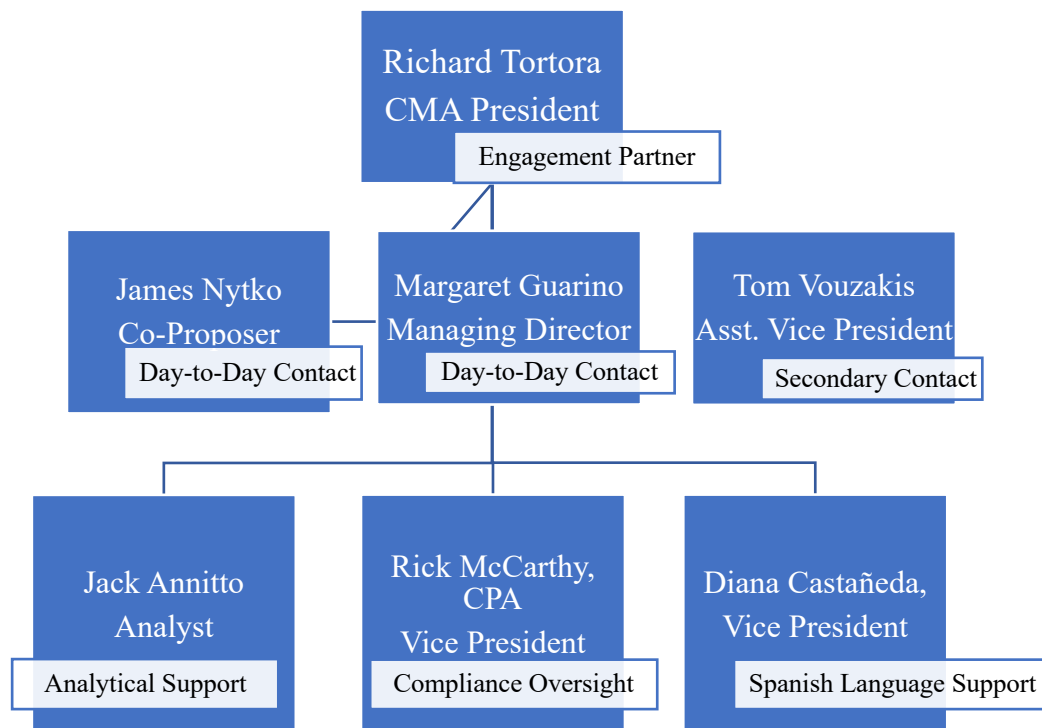 Richard Tortora
CMA President
Engagement Partner
James Nytko
Co-Proposer
Day-to-Day Contact
Margaret Guarino
Managing Director
Day-to-Day Contact
Tom Vouzakis
Asst. Vice President
Secondary Contact
Jack Annitto
Analyst
Analytical Support
Rick McCarthy,
CPA
Vice President
Compliance Oversight
Diana Castañeda,
Vice President
Spanish Language Support